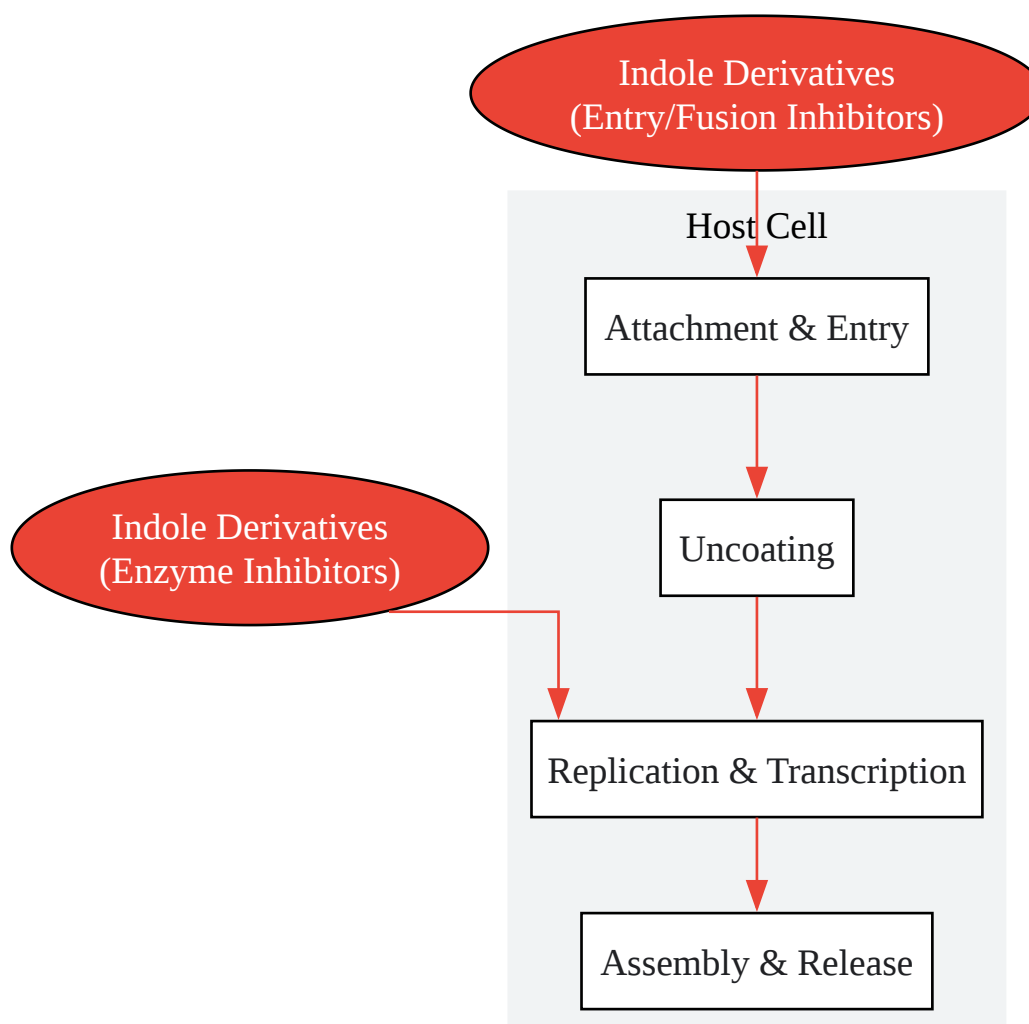 Indole Derivatives
(Entry/Fusion Inhibitors)
Host Cell
Attachment & Entry
Uncoating
Indole Derivatives
(Enzyme Inhibitors)
Replication & Transcription
Assembly & Release